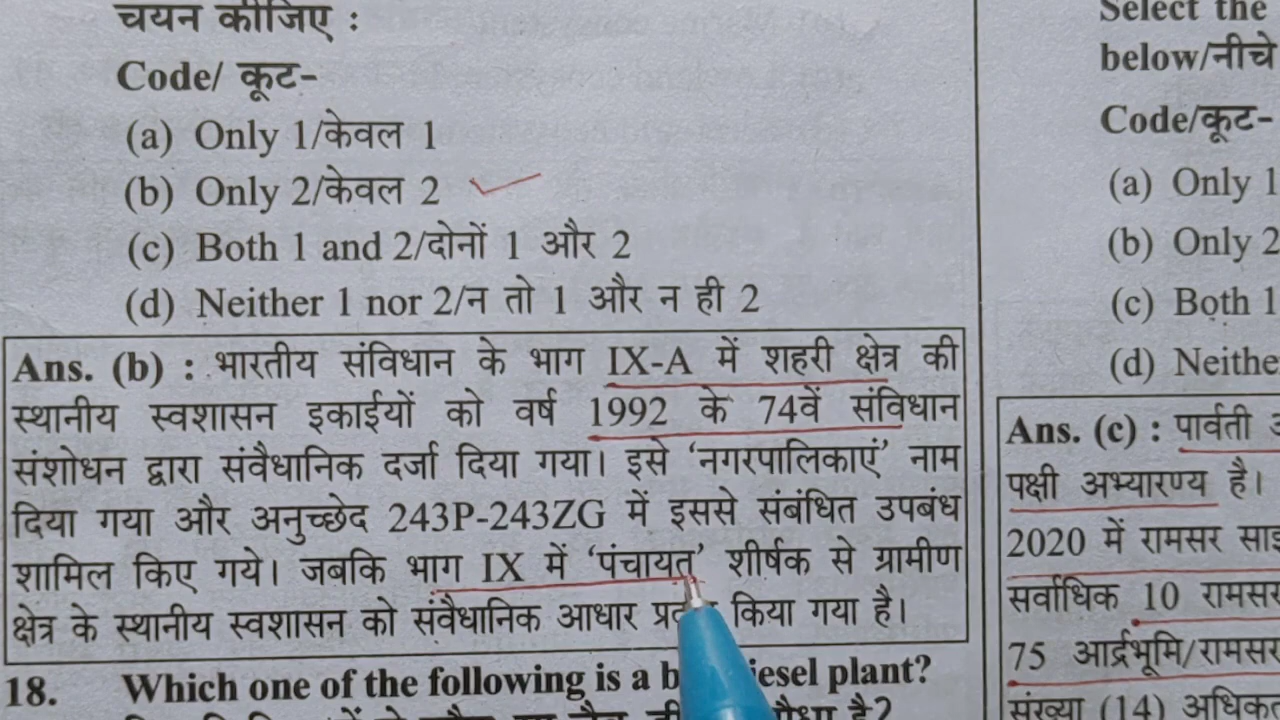 चयन कीजिए :
Code/ कूट-
(a) Only 1/केवल 1
(b) Only 2/केवल 2
(c) Both 1 and 2/दोनों 1 और 2
(d) Neither 1 nor 2/न तो 1 और न ही 2
Ans. (b) : भारतीय संविधान के भाग IX-A में शहरी क्षेत्र की
स्थानीय स्वशासन इकाईयों को वर्ष 1992 के 74वें संविधान
संशोधन द्वारा संवैधानिक दर्जा दिया गया। इसे ‘नगरपालिकाएं’ नाम
दिया गया और अनुच्छेद 243P-243ZG में इससे संबंधित उपबंध
शामिल किए गये। जबकि भाग IX में ‘पंचायत’ शीर्षक से ग्रामीण
क्षेत्र के स्थानीय स्वशासन को संवैधानिक आधार किया गया है।
18. Which one of the following is a plant?
Select the
below/नीचे
Code/कूट-
(a) Only 1
(b) Only 2
(c) Both 1
(d) Neithe
Ans. (c) : पार्वती
पक्षी अभ्यारण्य है।
2020 में रामसर
सर्वाधिक 10 रामसर
75 आर्द्रभूमि/रामसर
संख्या (14) अधिकत